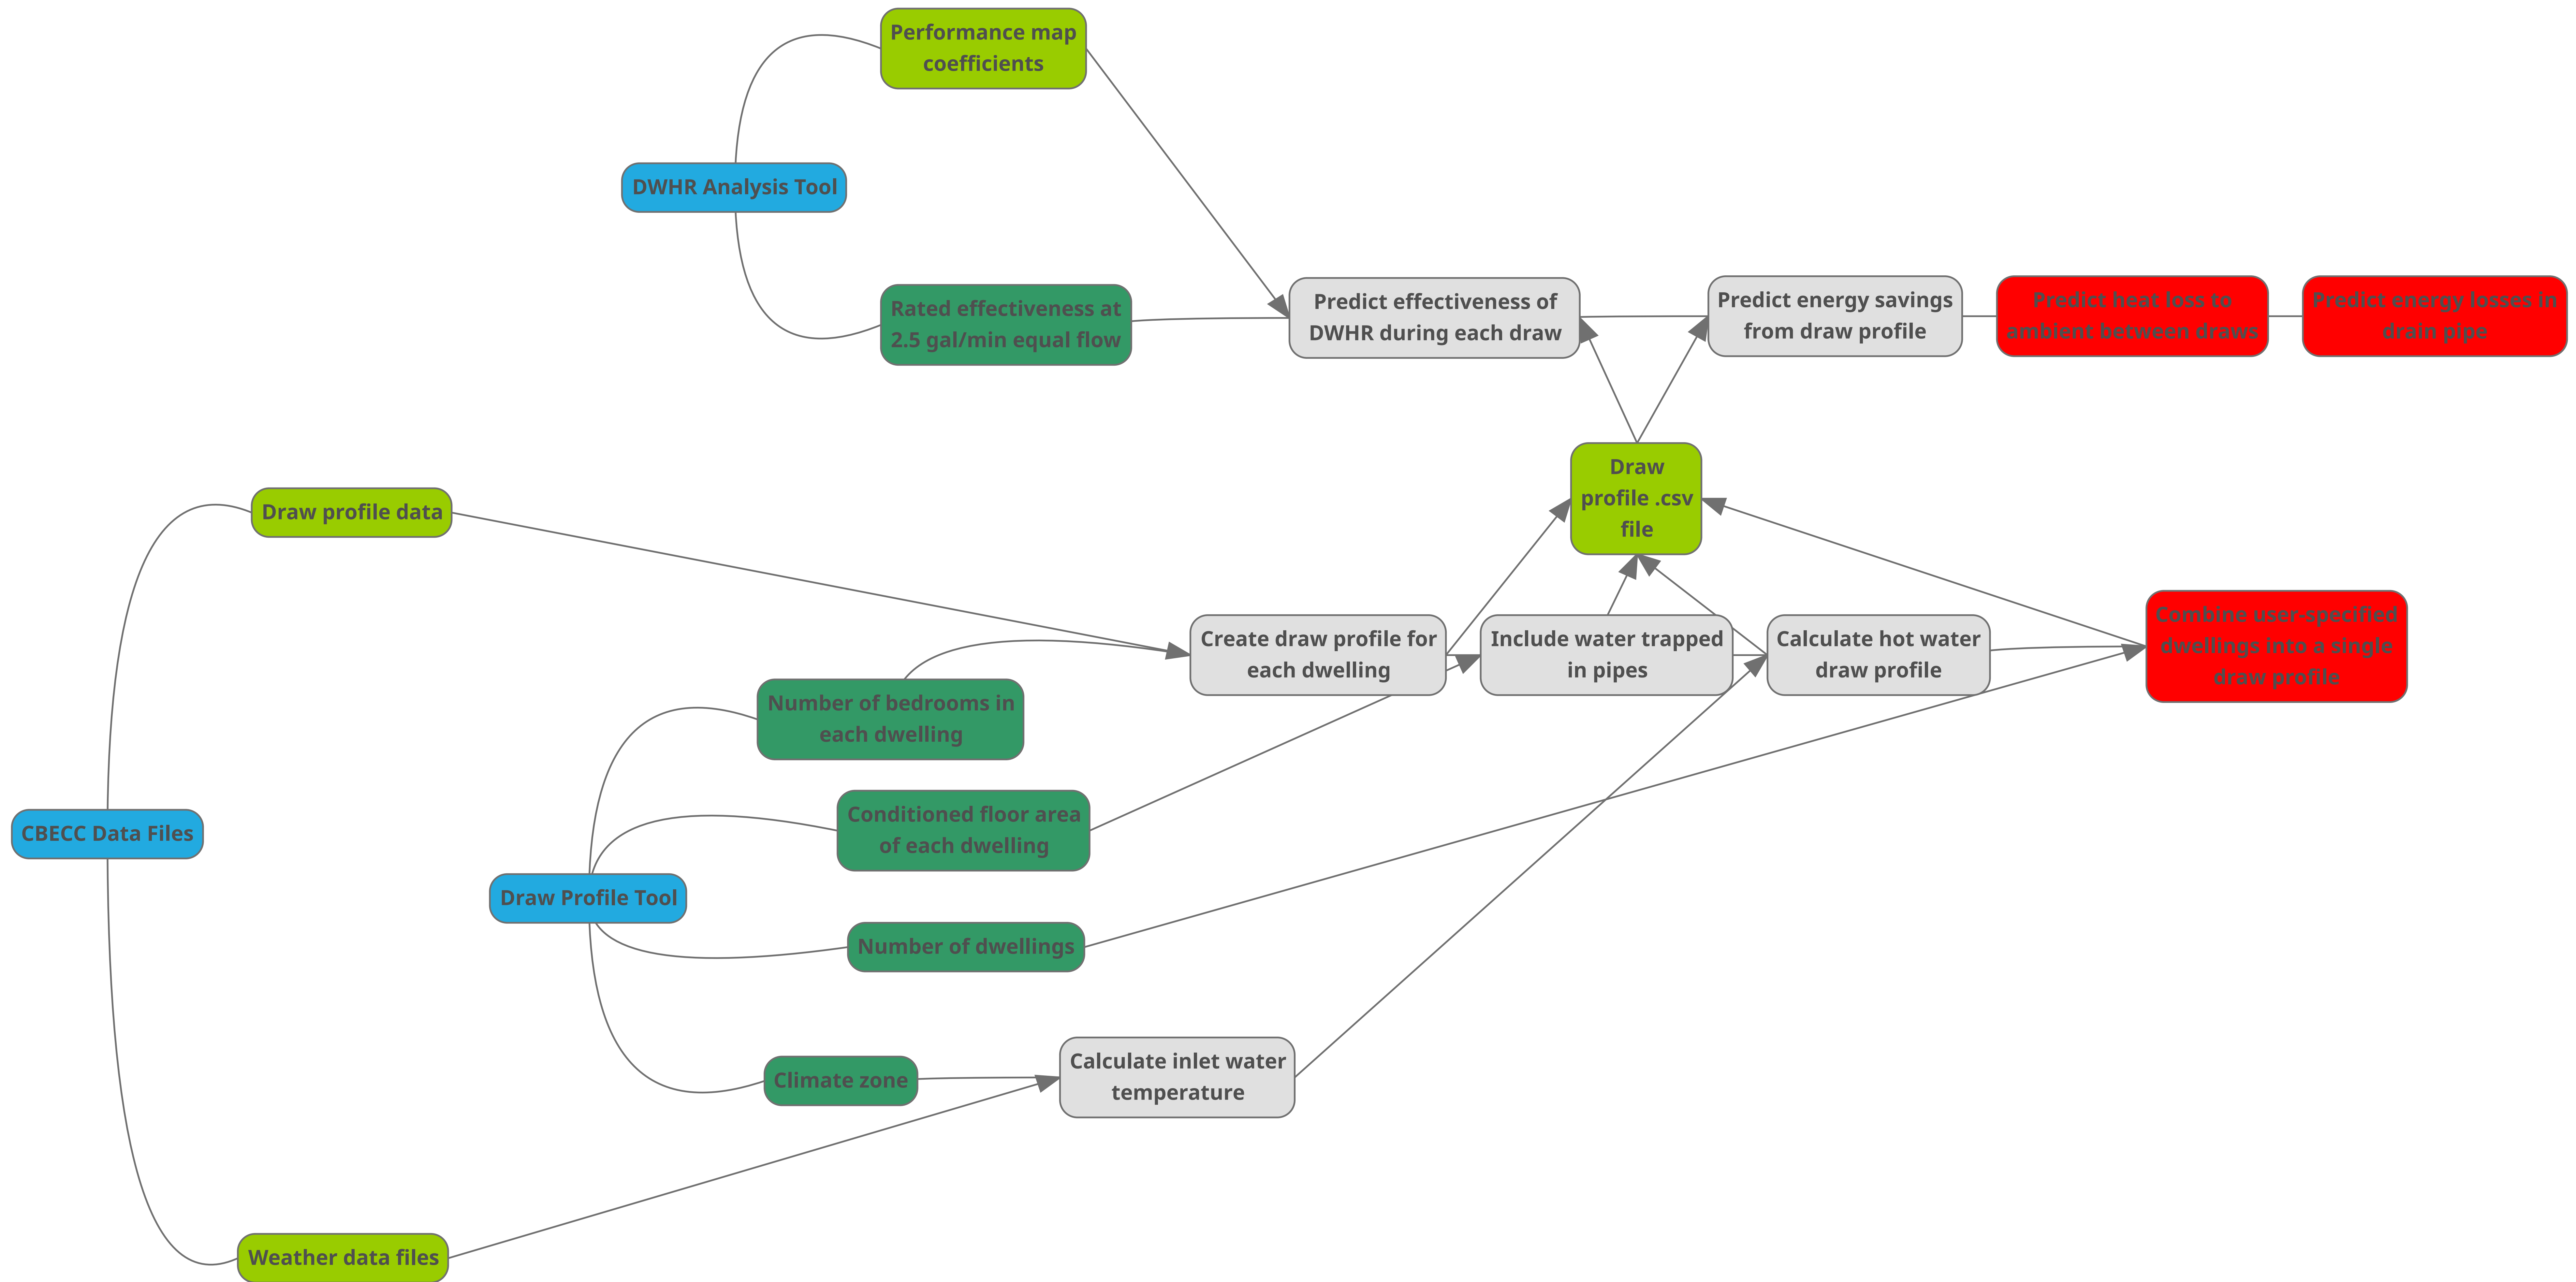 Performance map
coefficients
DWHR Analysis Tool
Rated effectiveness at
2.5 gal/min equal flow
Predict effectiveness of
DWHR during each draw
Predict energy savings
from draw profile
Predict heat loss to
ambient between draws
Predict energy losses in
drain pipe
Draw
profile .csv
file
Draw profile data
Create draw profile for
each dwelling
Include water trapped
in pipes
Calculate hot water
draw profile
Combine user-specified
dwellings into a single
draw profile
Number of bedrooms in
each dwelling
Conditioned floor area
of each dwelling
CBECC Data Files
Draw Profile Tool
Number of dwellings
Climate zone
Calculate inlet water
temperature
Weather data files